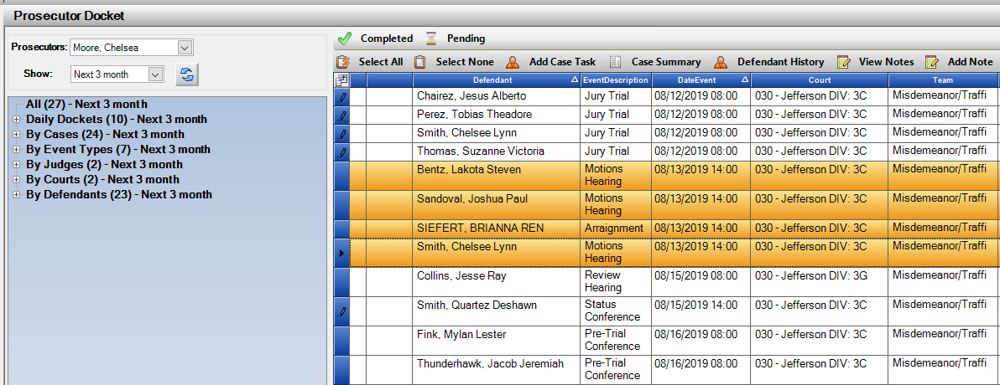 Prosecutor Docket
Prosecutors: Moore, Chelsea
Show: Next 3 month
All (27) - Next 3 month
Daily Dockets (10) - Next 3 month
By Cases (24) - Next 3 month
By Event Types (7) - Next 3 month
By Judges (2) - Next 3 month
By Courts (2) - Next 3 month
By Defendants (23) - Next 3 month
Completed Pending
Select All Select None Add Case Task Case Summary Defendant History View Notes Add Note
Defendant EventDescription DateEvent Court Team
Chairez, Jesus Alberto Jury Trial 08/12/2019 08:00 030 - Jefferson DIV: 3C Misdemeanor/Traffi
Perez, Tobias Theadore Jury Trial 08/12/2019 08:00 030 - Jefferson DIV: 3C Misdemeanor/Traffi
Smith, Chelsee Lynn Jury Trial 08/12/2019 08:00 030 - Jefferson DIV: 3C Misdemeanor/Traffi
Thomas, Suzanne Victoria Jury Trial 08/12/2019 08:00 030 - Jefferson DIV: 3C Misdemeanor/Traffi
Bentz, Lakota Steven Motions 08/13/2019 14:00 030 - Jefferson DIV: 3C Misdemeanor/Traffi
Hearing
Sandoval, Joshua Paul Motions 08/13/2019 14:00 030 - Jefferson DIV: 3C Misdemeanor/Traffi
Hearing
SIEFERT, BRIANNA REN Arraignment 08/13/2019 14:00 030 - Jefferson DIV: 3C Misdemeanor/Traffi
Smith, Chelsee Lynn Motions 08/13/2019 14:00 030 - Jefferson DIV: 3C Misdemeanor/Traffi
Hearing
Collins, Jesse Ray Review 08/15/2019 08:00 030 - Jefferson DIV: 3G Misdemeanor/Traffi
Hearing
Smith, Quartez Deshawn Status 08/15/2019 14:00 030 - Jefferson DIV: 3C Misdemeanor/Traffi
Conference
Fink, Mylan Lester Pre-Trial 08/16/2019 08:00 030 - Jefferson DIV: 3C Misdemeanor/Traffi
Conference
Thunderhawk, Jacob Jeremiah Pre-Trial 08/16/2019 08:00 030 - Jefferson DIV: 3C Misdemeanor/Traffi
Conference